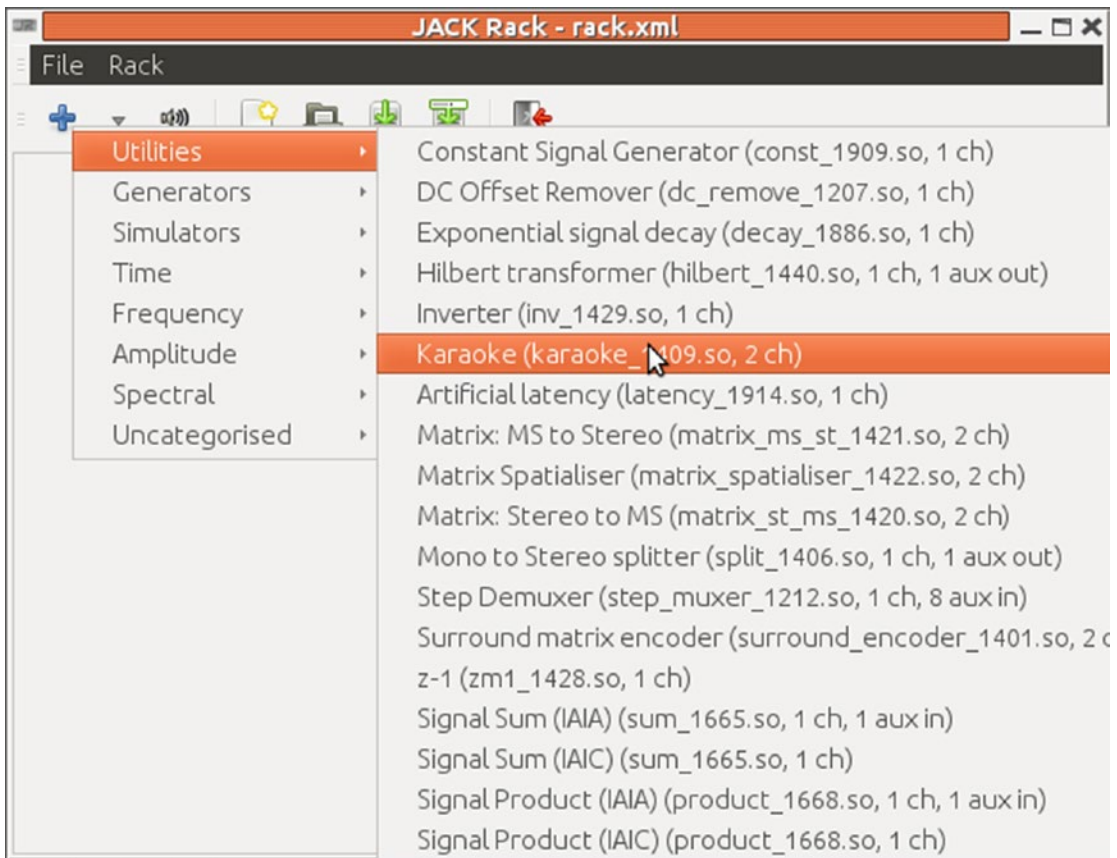 JACK Rack - rack.xml
File Rack
Utilities
Generators
Simulators
Time
Frequency
Amplitude
Spectral
Uncategorised
Constant Signal Generator (const_1909.so, 1 ch)
DC Offset Remover (dc_remove_1207.so, 1 ch)
Exponential signal decay (decay_1886.so, 1 ch)
Hilbert transformer (hilbert_1440.so, 1 ch, 1 aux out)
Inverter (inv_1429.so, 1 ch)
Karaoke (karaoke_1409.so, 2 ch)
Artificial latency (latency_1914.so, 1 ch)
Matrix: MS to Stereo (matrix_ms_st_1421.so, 2 ch)
Matrix Spatialiser (matrix_spatialiser_1422.so, 2 ch)
Matrix: Stereo to MS (matrix_st_ms_1420.so, 2 ch)
Mono to Stereo splitter (split_1406.so, 1 ch, 1 aux out)
Step Demuxer (step_muxer_1212.so, 1 ch, 8 aux in)
Surround matrix encoder (surround_encoder_1401.so, 2 c
z-1 (zm1_1428.so, 1 ch)
Signal Sum (IAIA) (sum_1665.so, 1 ch, 1 aux in)
Signal Sum (IAIC) (sum_1665.so, 1 ch)
Signal Product (IAIA) (product_1668.so, 1 ch, 1 aux in)
Signal Product (IAIC) (product_1668.so, 1 ch)